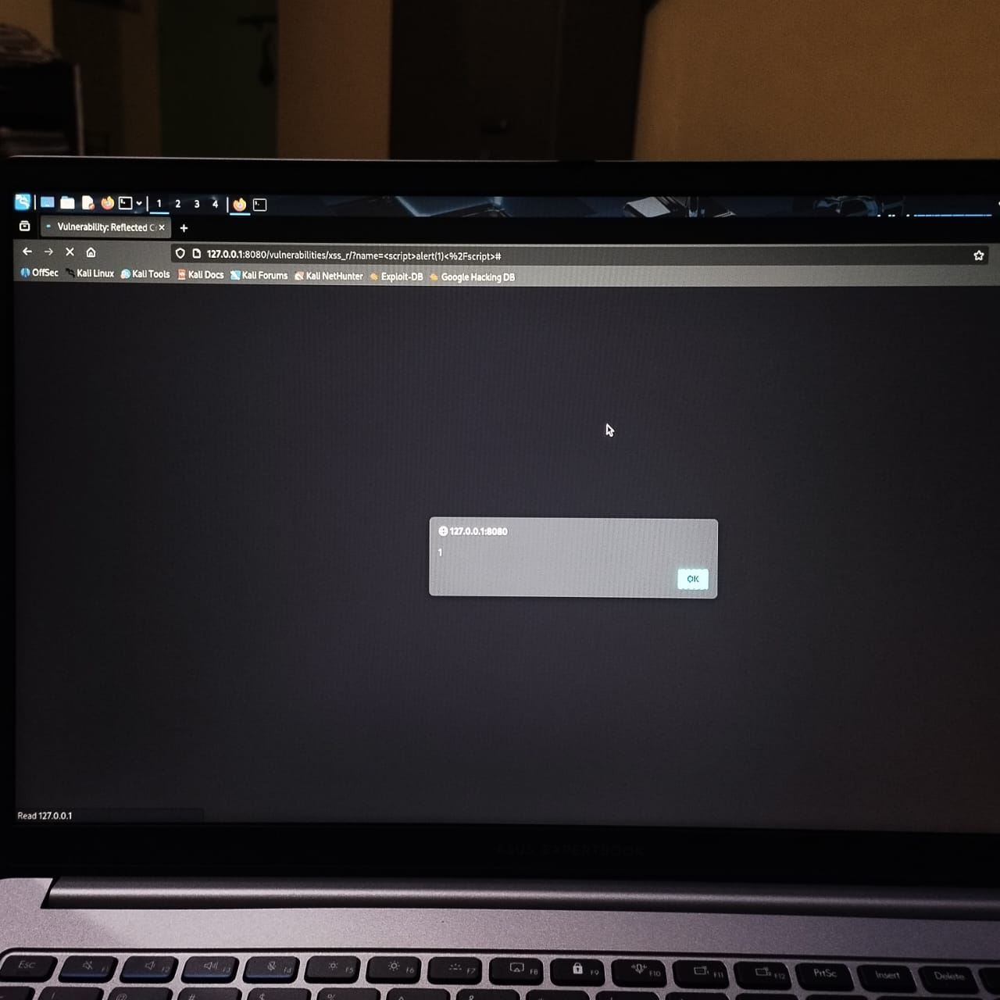 1 2 3 4
Vulnerability: Reflected C
127.0.0.1:8080/vulnerabilities/xss_r/?name=<script>alert(1)<%2Fscript>#
OffSec Kali Linux Kali Tools Kali Docs Kali Forums Kali NetHunter Exploit-DB Google Hacking DB
127.0.0.1:8080
1
OK
Read 127.0.0.1
ASUS EXPERTBOOK
Esc F1 F2 F3 F4 F5 F6 F7 F8 F9 F10 F11 F12 PrtSc Insert Delete